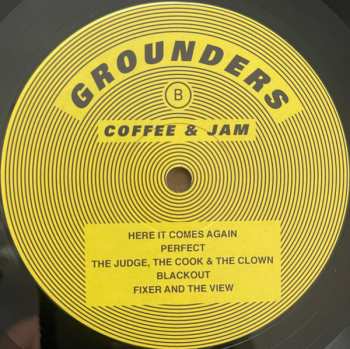 GROUNDERS
B
COFFEE & JAM
HERE IT COMES AGAIN
PERFECT
THE JUDGE, THE COOK & THE CLOWN
BLACKOUT
FIXER AND THE VIEW